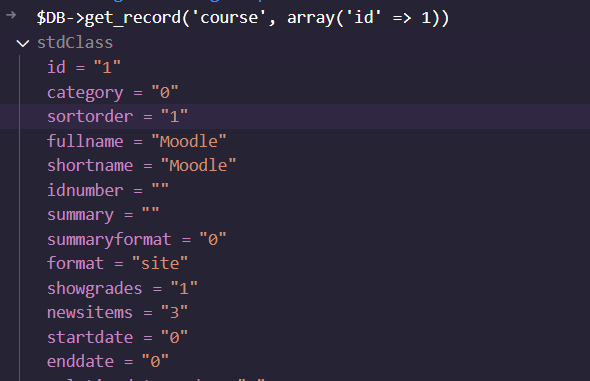 $DB->get_record('course', array('id' => 1))
stdClass
id = "1"
category = "0"
sortorder = "1"
fullname = "Moodle"
shortname = "Moodle"
idnumber = ""
summary = ""
summaryformat = "0"
format = "site"
showgrades = "1"
newsitems = "3"
startdate = "0"
enddate = "0"